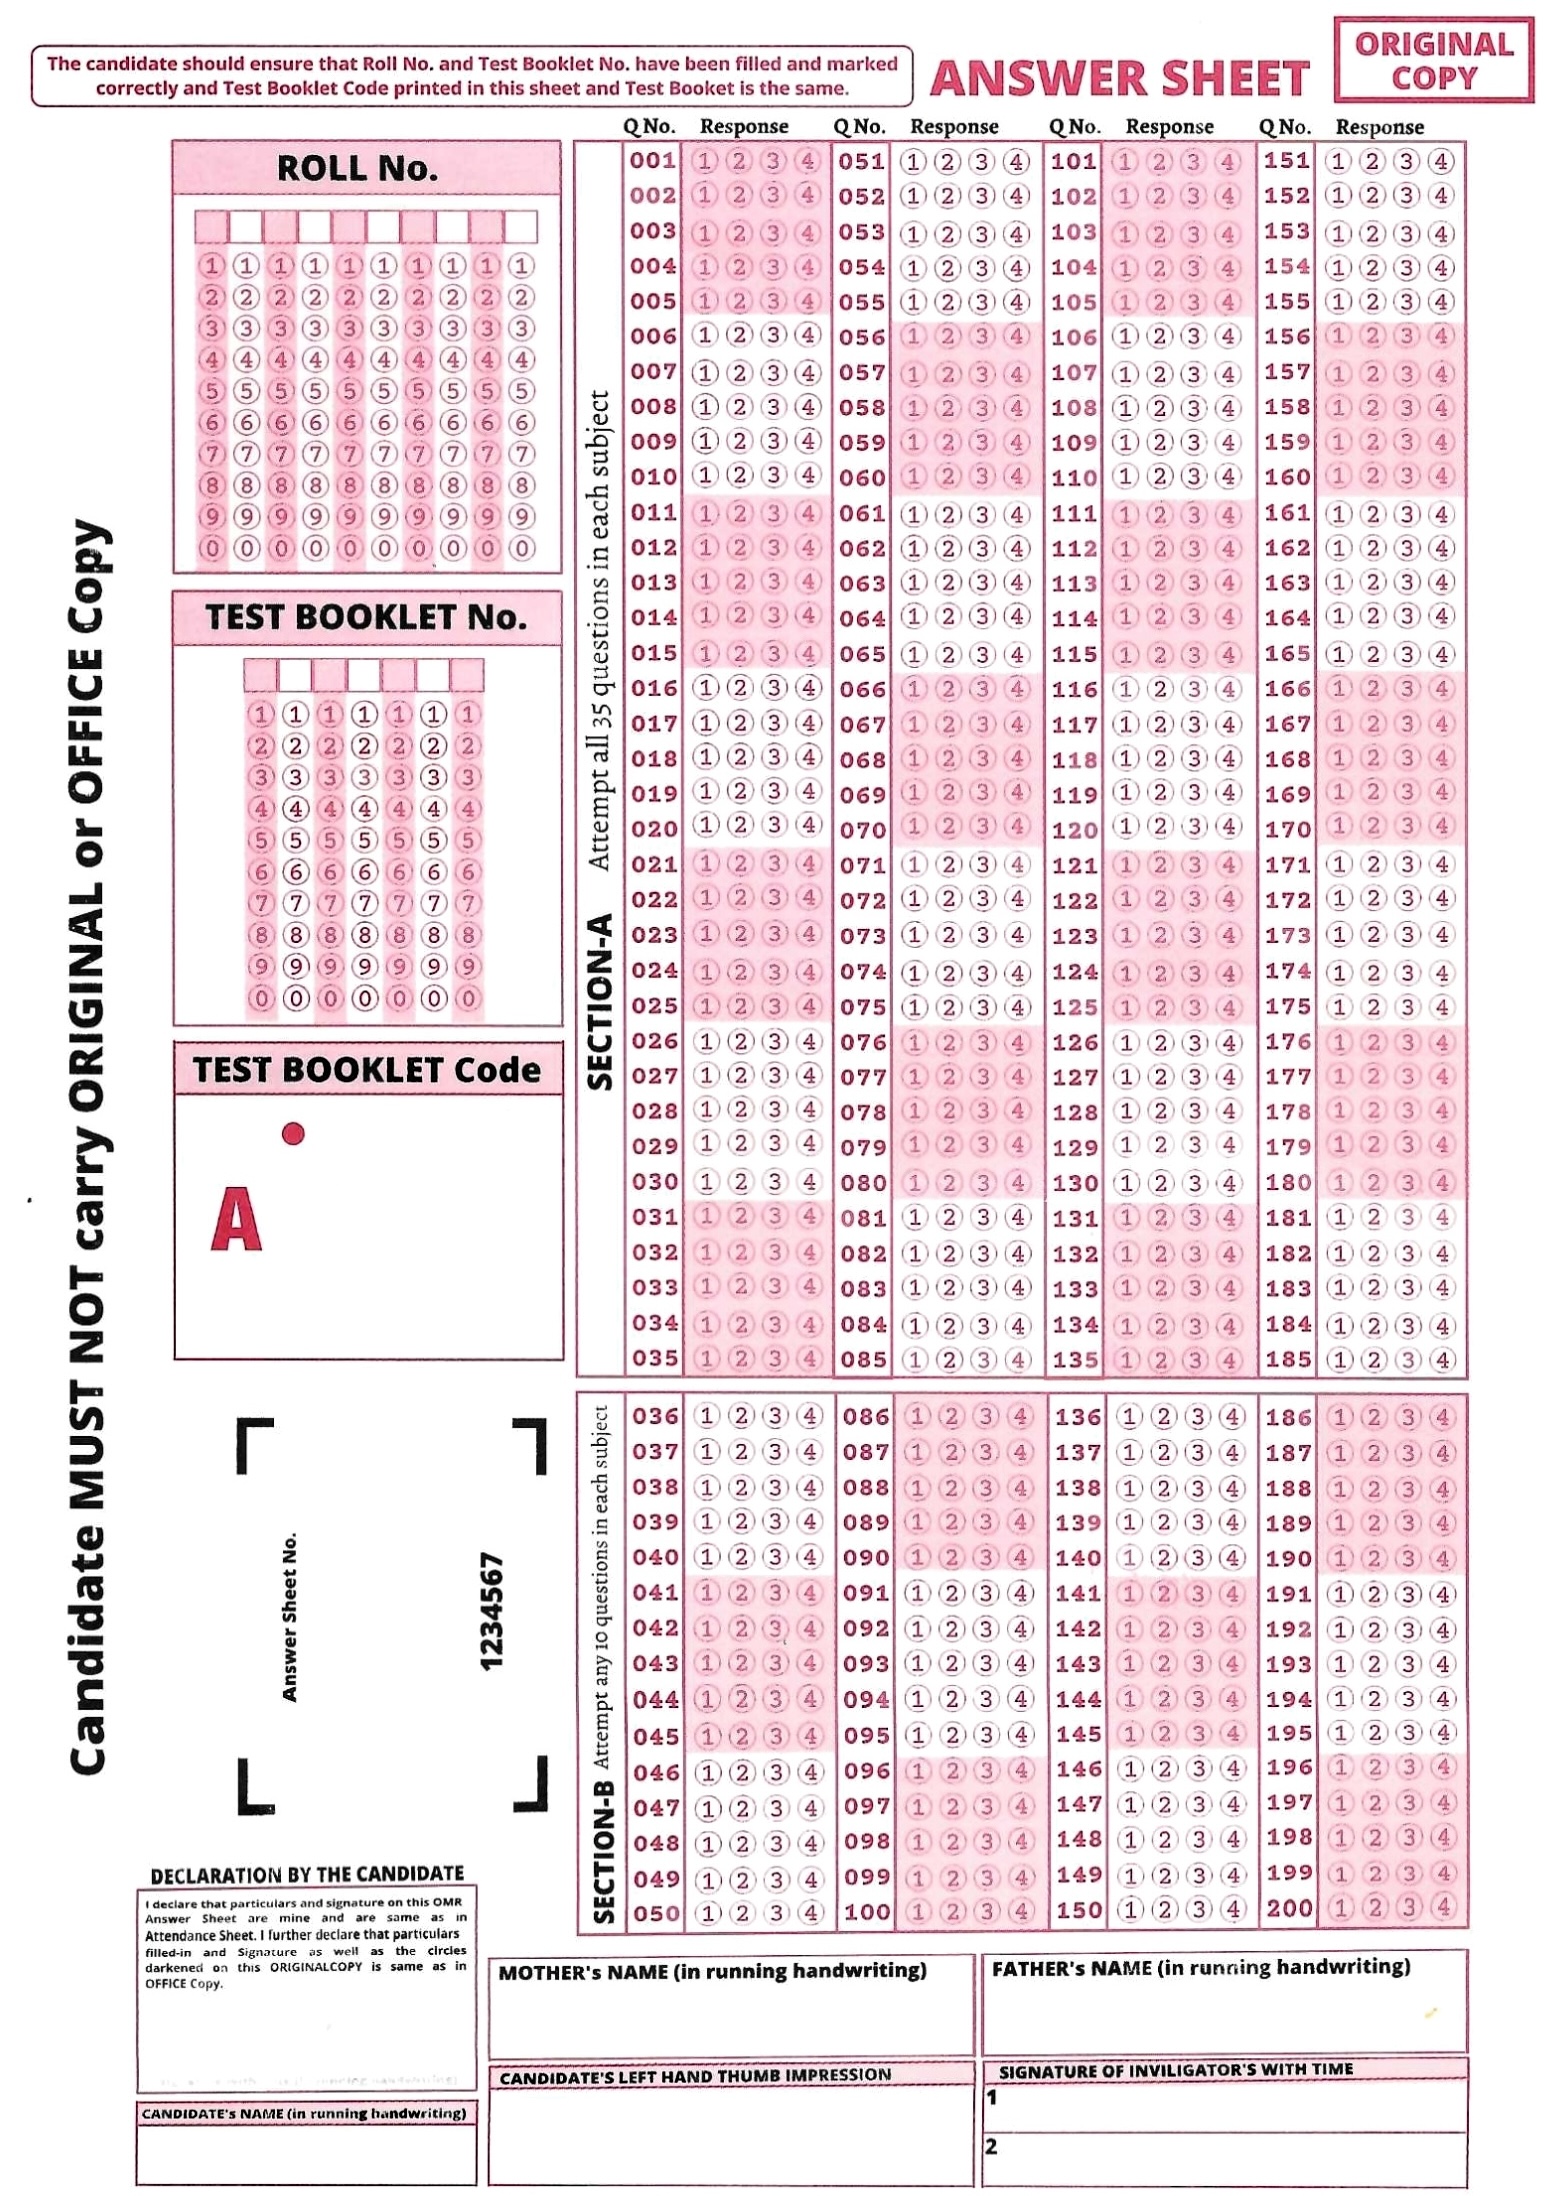 The candidate should ensure that Roll No. and Test Booklet No. have been filled and marked
correctly and Test Booklet Code printed in this sheet and Test Booket is the same.
ANSWER SHEET
ORIGINAL
COPY
Candidate MUST NOT carry ORIGINAL or OFFICE Copy
ROLL No.
1 1 1 1 1 1 1 1 1 1
2 2 2 2 2 2 2 2 2 2
3 3 3 3 3 3 3 3 3 3
4 4 4 4 4 4 4 4 4 4
5 5 5 5 5 5 5 5 5 5
6 6 6 6 6 6 6 6 6 6
7 7 7 7 7 7 7 7 7 7
8 8 8 8 8 8 8 8 8 8
9 9 9 9 9 9 9 9 9 9
0 0 0 0 0 0 0 0 0 0
TEST BOOKLET No.
1 1 1 1 1 1 1
2 2 2 2 2 2 2
3 3 3 3 3 3 3
4 4 4 4 4 4 4
5 5 5 5 5 5 5
6 6 6 6 6 6 6
7 7 7 7 7 7 7
8 8 8 8 8 8 8
9 9 9 9 9 9 9
0 0 0 0 0 0 0
TEST BOOKLET Code
A
Answer Sheet No.
1234567
Q No. Response Q No. Response Q No. Response Q No. Response
SECTION-A Attempt all 35 questions in each subject
001 1 2 3 4 051 1 2 3 4 101 1 2 3 4 151 1 2 3 4
002 1 2 3 4 052 1 2 3 4 102 1 2 3 4 152 1 2 3 4
003 1 2 3 4 053 1 2 3 4 103 1 2 3 4 153 1 2 3 4
004 1 2 3 4 054 1 2 3 4 104 1 2 3 4 154 1 2 3 4
005 1 2 3 4 055 1 2 3 4 105 1 2 3 4 155 1 2 3 4
006 1 2 3 4 056 1 2 3 4 106 1 2 3 4 156 1 2 3 4
007 1 2 3 4 057 1 2 3 4 107 1 2 3 4 157 1 2 3 4
008 1 2 3 4 058 1 2 3 4 108 1 2 3 4 158 1 2 3 4
009 1 2 3 4 059 1 2 3 4 109 1 2 3 4 159 1 2 3 4
010 1 2 3 4 060 1 2 3 4 110 1 2 3 4 160 1 2 3 4
011 1 2 3 4 061 1 2 3 4 111 1 2 3 4 161 1 2 3 4
012 1 2 3 4 062 1 2 3 4 112 1 2 3 4 162 1 2 3 4
013 1 2 3 4 063 1 2 3 4 113 1 2 3 4 163 1 2 3 4
014 1 2 3 4 064 1 2 3 4 114 1 2 3 4 164 1 2 3 4
015 1 2 3 4 065 1 2 3 4 115 1 2 3 4 165 1 2 3 4
016 1 2 3 4 066 1 2 3 4 116 1 2 3 4 166 1 2 3 4
017 1 2 3 4 067 1 2 3 4 117 1 2 3 4 167 1 2 3 4
018 1 2 3 4 068 1 2 3 4 118 1 2 3 4 168 1 2 3 4
019 1 2 3 4 069 1 2 3 4 119 1 2 3 4 169 1 2 3 4
020 1 2 3 4 070 1 2 3 4 120 1 2 3 4 170 1 2 3 4
021 1 2 3 4 071 1 2 3 4 121 1 2 3 4 171 1 2 3 4
022 1 2 3 4 072 1 2 3 4 122 1 2 3 4 172 1 2 3 4
023 1 2 3 4 073 1 2 3 4 123 1 2 3 4 173 1 2 3 4
024 1 2 3 4 074 1 2 3 4 124 1 2 3 4 174 1 2 3 4
025 1 2 3 4 075 1 2 3 4 125 1 2 3 4 175 1 2 3 4
026 1 2 3 4 076 1 2 3 4 126 1 2 3 4 176 1 2 3 4
027 1 2 3 4 077 1 2 3 4 127 1 2 3 4 177 1 2 3 4
028 1 2 3 4 078 1 2 3 4 128 1 2 3 4 178 1 2 3 4
029 1 2 3 4 079 1 2 3 4 129 1 2 3 4 179 1 2 3 4
030 1 2 3 4 080 1 2 3 4 130 1 2 3 4 180 1 2 3 4
031 1 2 3 4 081 1 2 3 4 131 1 2 3 4 181 1 2 3 4
032 1 2 3 4 082 1 2 3 4 132 1 2 3 4 182 1 2 3 4
033 1 2 3 4 083 1 2 3 4 133 1 2 3 4 183 1 2 3 4
034 1 2 3 4 084 1 2 3 4 134 1 2 3 4 184 1 2 3 4
035 1 2 3 4 085 1 2 3 4 135 1 2 3 4 185 1 2 3 4
SECTION-B Attempt any 10 questions in each subject
036 1 2 3 4 086 1 2 3 4 136 1 2 3 4 186 1 2 3 4
037 1 2 3 4 087 1 2 3 4 137 1 2 3 4 187 1 2 3 4
038 1 2 3 4 088 1 2 3 4 138 1 2 3 4 188 1 2 3 4
039 1 2 3 4 089 1 2 3 4 139 1 2 3 4 189 1 2 3 4
040 1 2 3 4 090 1 2 3 4 140 1 2 3 4 190 1 2 3 4
041 1 2 3 4 091 1 2 3 4 141 1 2 3 4 191 1 2 3 4
042 1 2 3 4 092 1 2 3 4 142 1 2 3 4 192 1 2 3 4
043 1 2 3 4 093 1 2 3 4 143 1 2 3 4 193 1 2 3 4
044 1 2 3 4 094 1 2 3 4 144 1 2 3 4 194 1 2 3 4
045 1 2 3 4 095 1 2 3 4 145 1 2 3 4 195 1 2 3 4
046 1 2 3 4 096 1 2 3 4 146 1 2 3 4 196 1 2 3 4
047 1 2 3 4 097 1 2 3 4 147 1 2 3 4 197 1 2 3 4
048 1 2 3 4 098 1 2 3 4 148 1 2 3 4 198 1 2 3 4
049 1 2 3 4 099 1 2 3 4 149 1 2 3 4 199 1 2 3 4
050 1 2 3 4 100 1 2 3 4 150 1 2 3 4 200 1 2 3 4
DECLARATION BY THE CANDIDATE
I declare that particulars and signature on this OMR
Answer Sheet are mine and are same as in
Attendance Sheet. I further declare that particulars
filled-in and Signature as well as the circles
darkened on this ORIGINALCOPY is same as in
OFFICE Copy.
CANDIDATE's NAME (in running handwriting)
MOTHER's NAME (in running handwriting)
FATHER's NAME (in running handwriting)
CANDIDATE'S LEFT HAND THUMB IMPRESSION
SIGNATURE OF INVILIGATOR'S WITH TIME
1
2